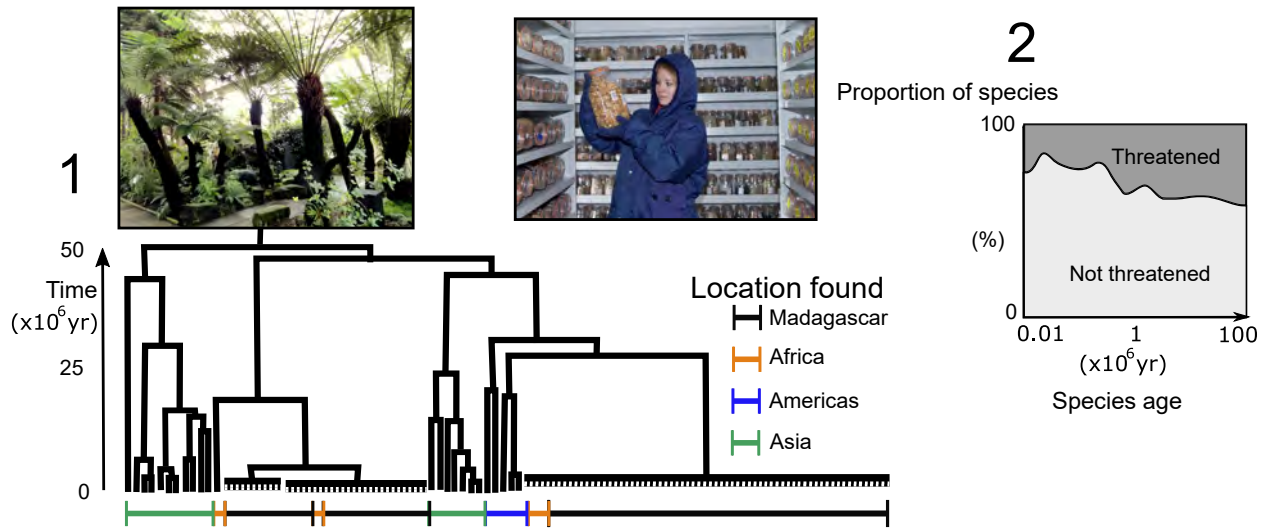 1
2
Proportion of species
100
(%)
0
Threatened
Not threatened
0.01
1
100
(x10⁶yr)
Species age
50
Time
(x10⁶yr)
25
0
Location found
Madagascar
Africa
Americas
Asia